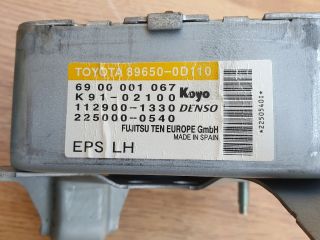 TOYOTA 89650-0D110
69 00 001 067
K91-02100 Koyo
112900-1330 DENSO
225000-0540
FUJITSU TEN EUROPE GmbH
MADE IN SPAIN
EPS LH
*22505401*